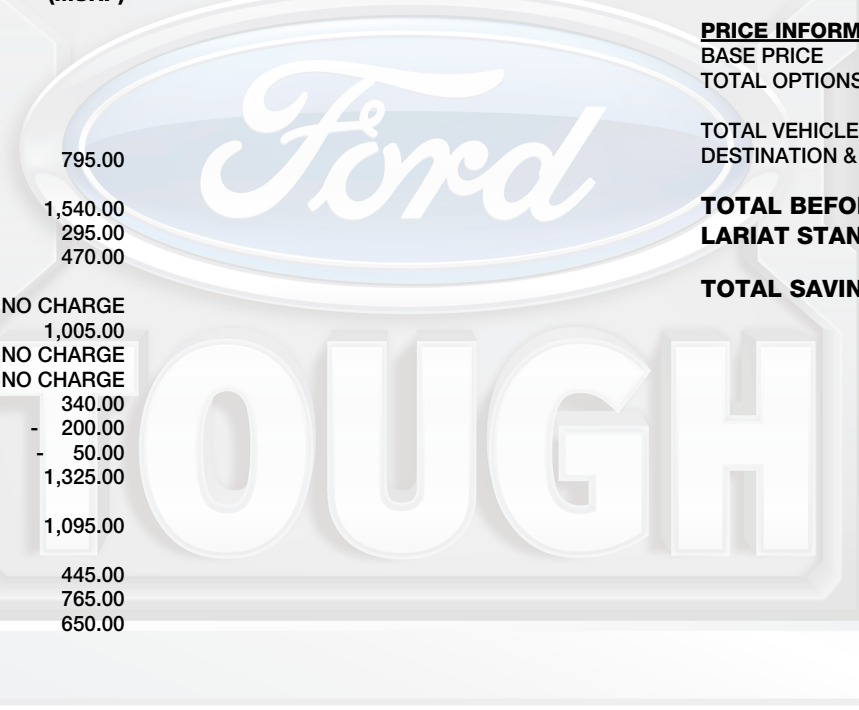 (MSRP)
795.00
1,540.00
295.00
470.00
NO CHARGE
1,005.00
NO CHARGE
NO CHARGE
340.00
- 200.00
- 50.00
1,325.00
1,095.00
445.00
765.00
650.00
PRICE INFORM
BASE PRICE
TOTAL OPTIONS
TOTAL VEHICLE
DESTINATION &
TOTAL BEFO
LARIAT STAN
TOTAL SAVIN
Ford
TOUGH